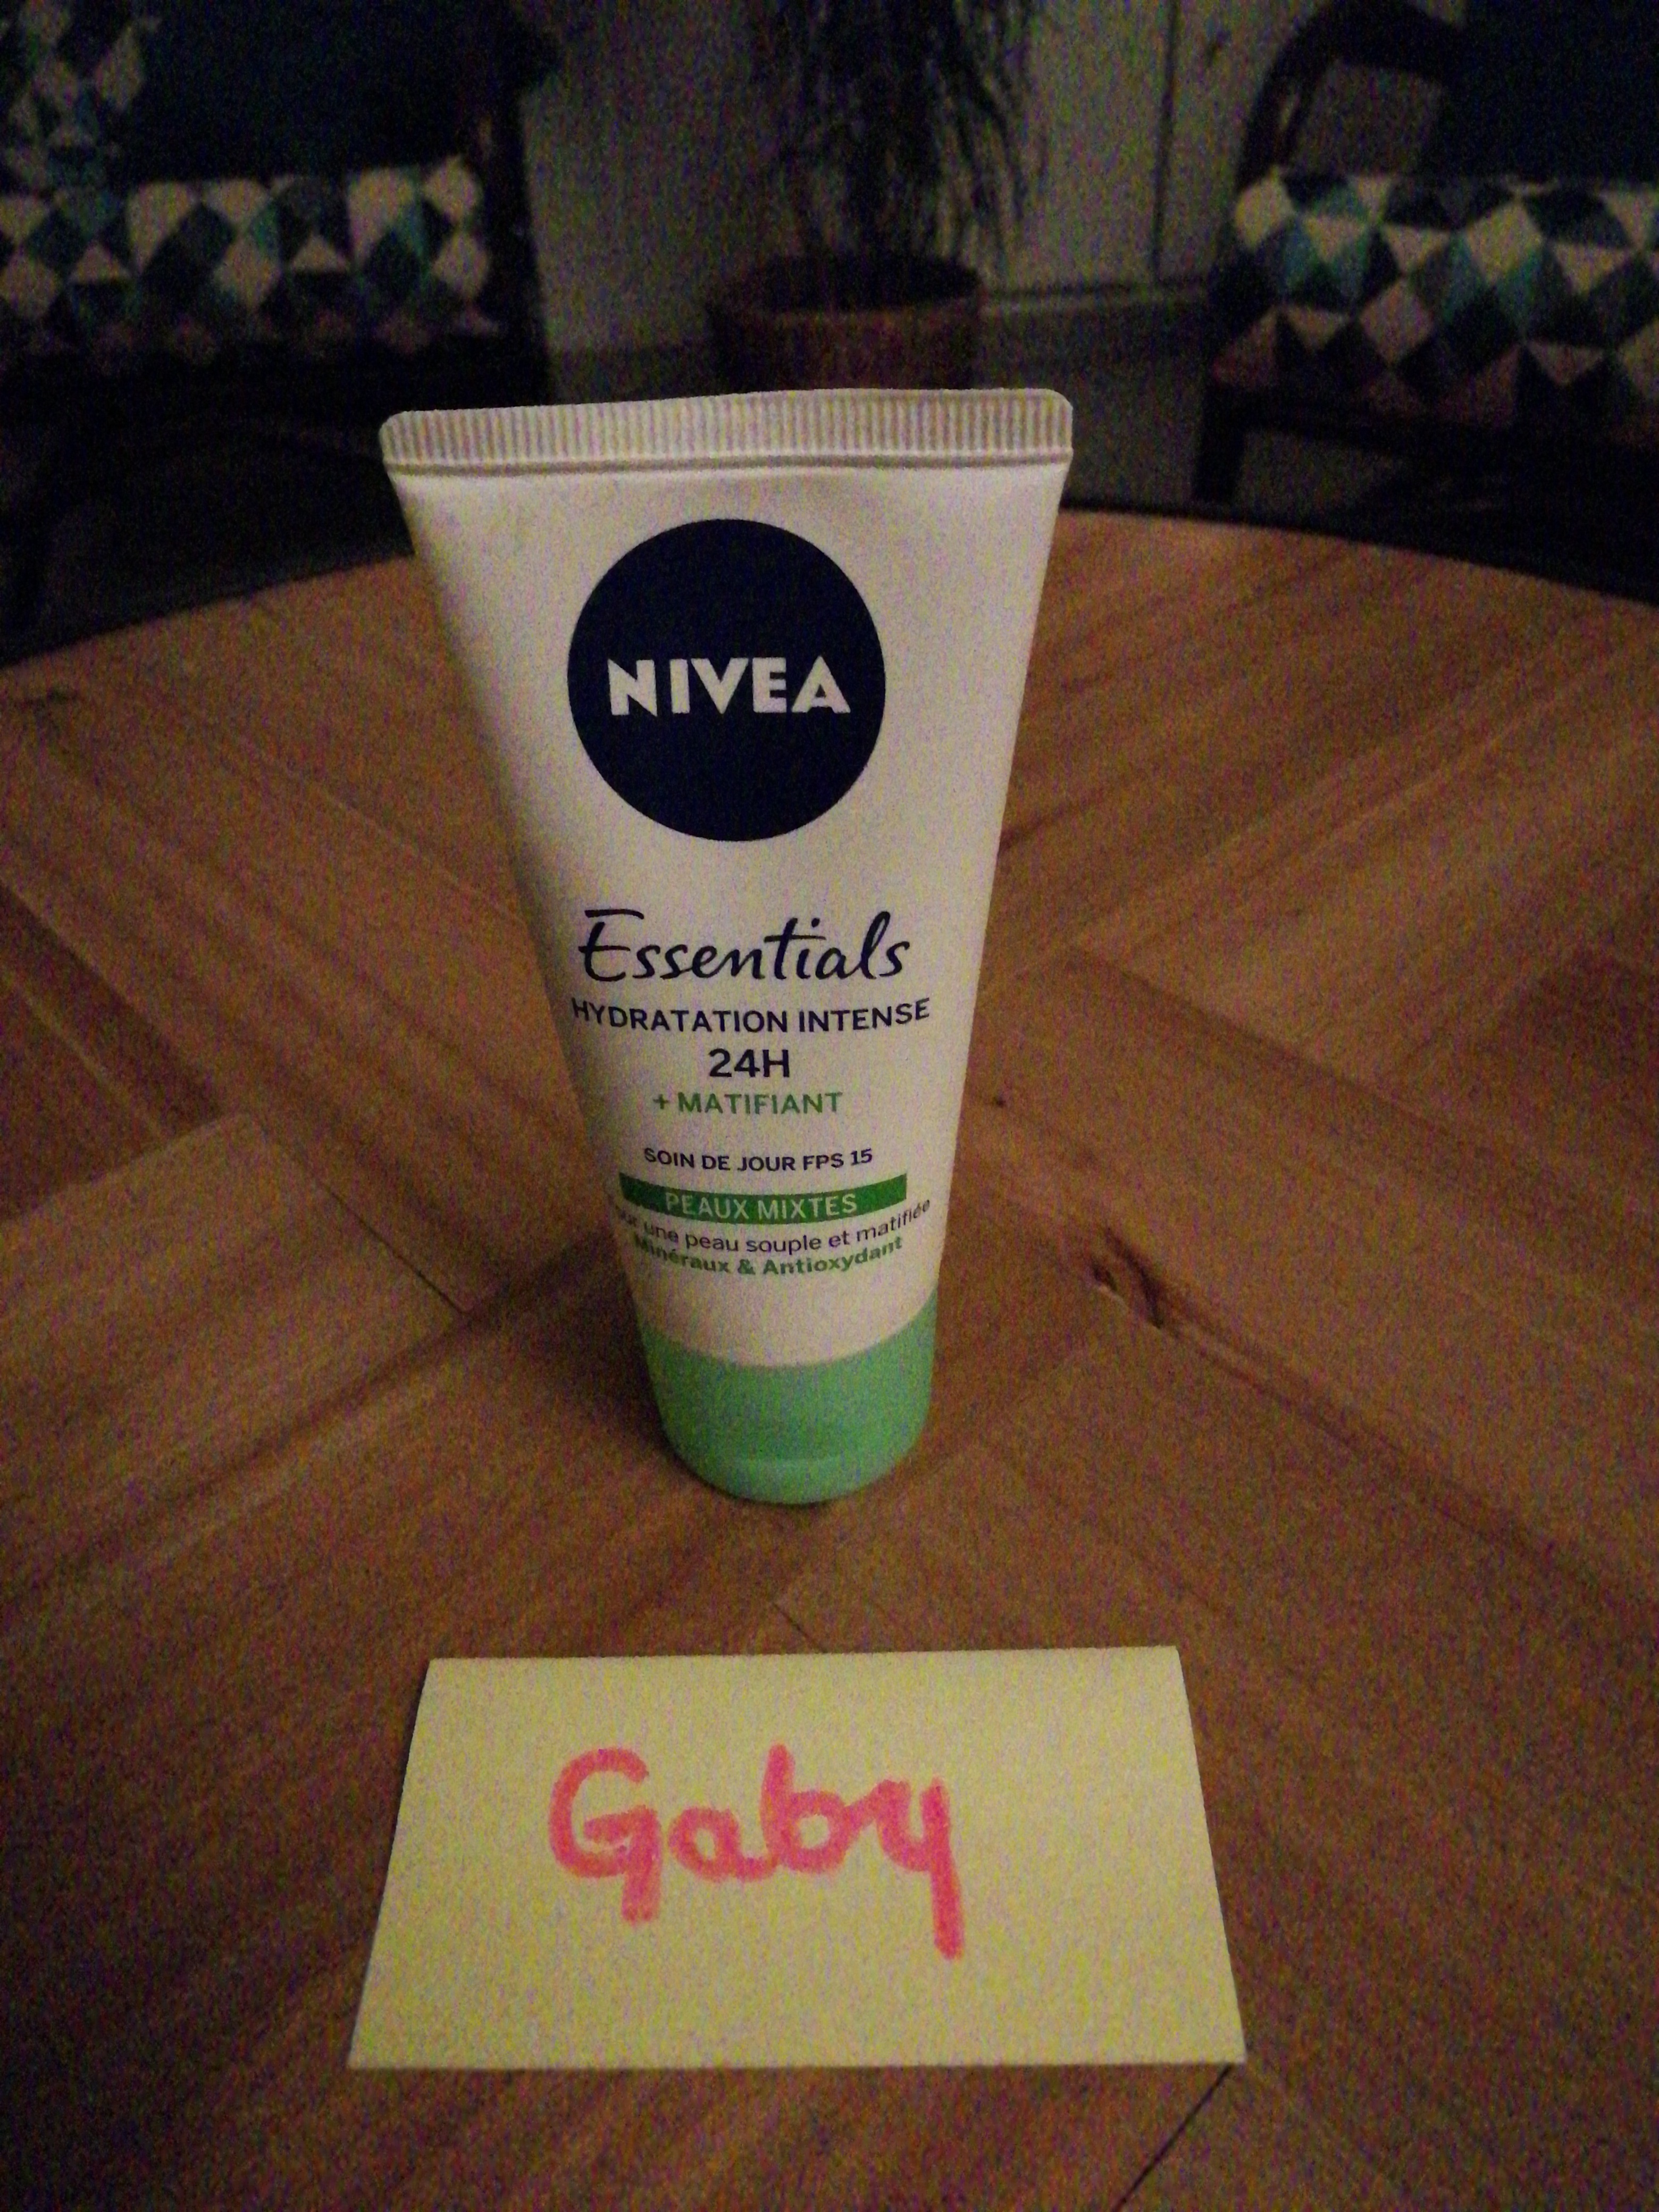 NIVEA
Essentials
HYDRATATION INTENSE
24H
+ MATIFIANT
SOIN DE JOUR FPS 15
PEAUX MIXTES
Pour une peau souple et matifiée
Minéraux & Antioxydant
Gaby